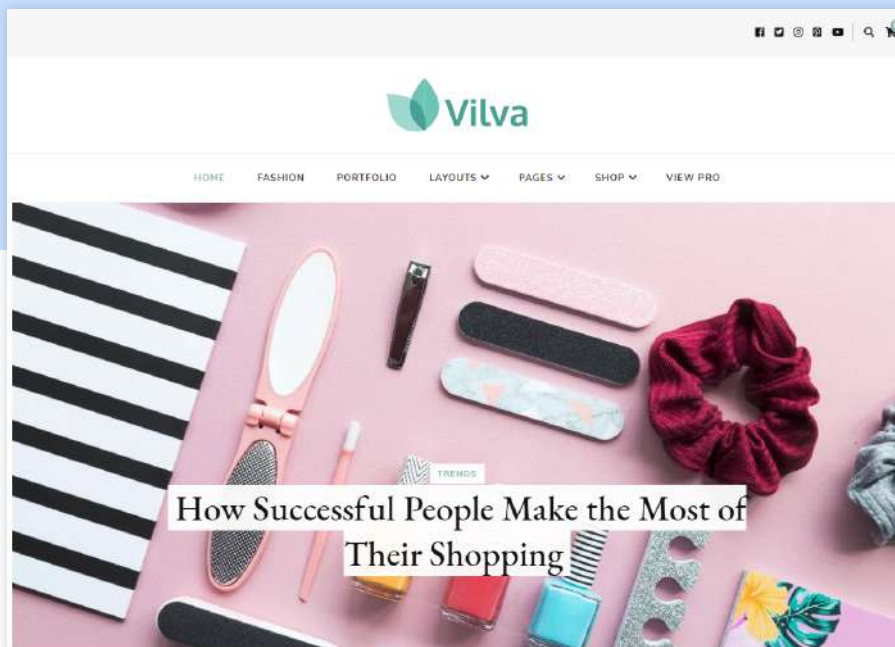 Vilva
HOME FASHION PORTFOLIO LAYOUTS PAGES SHOP VIEW PRO
TRENDS
How Successful People Make the Most of
Their Shopping